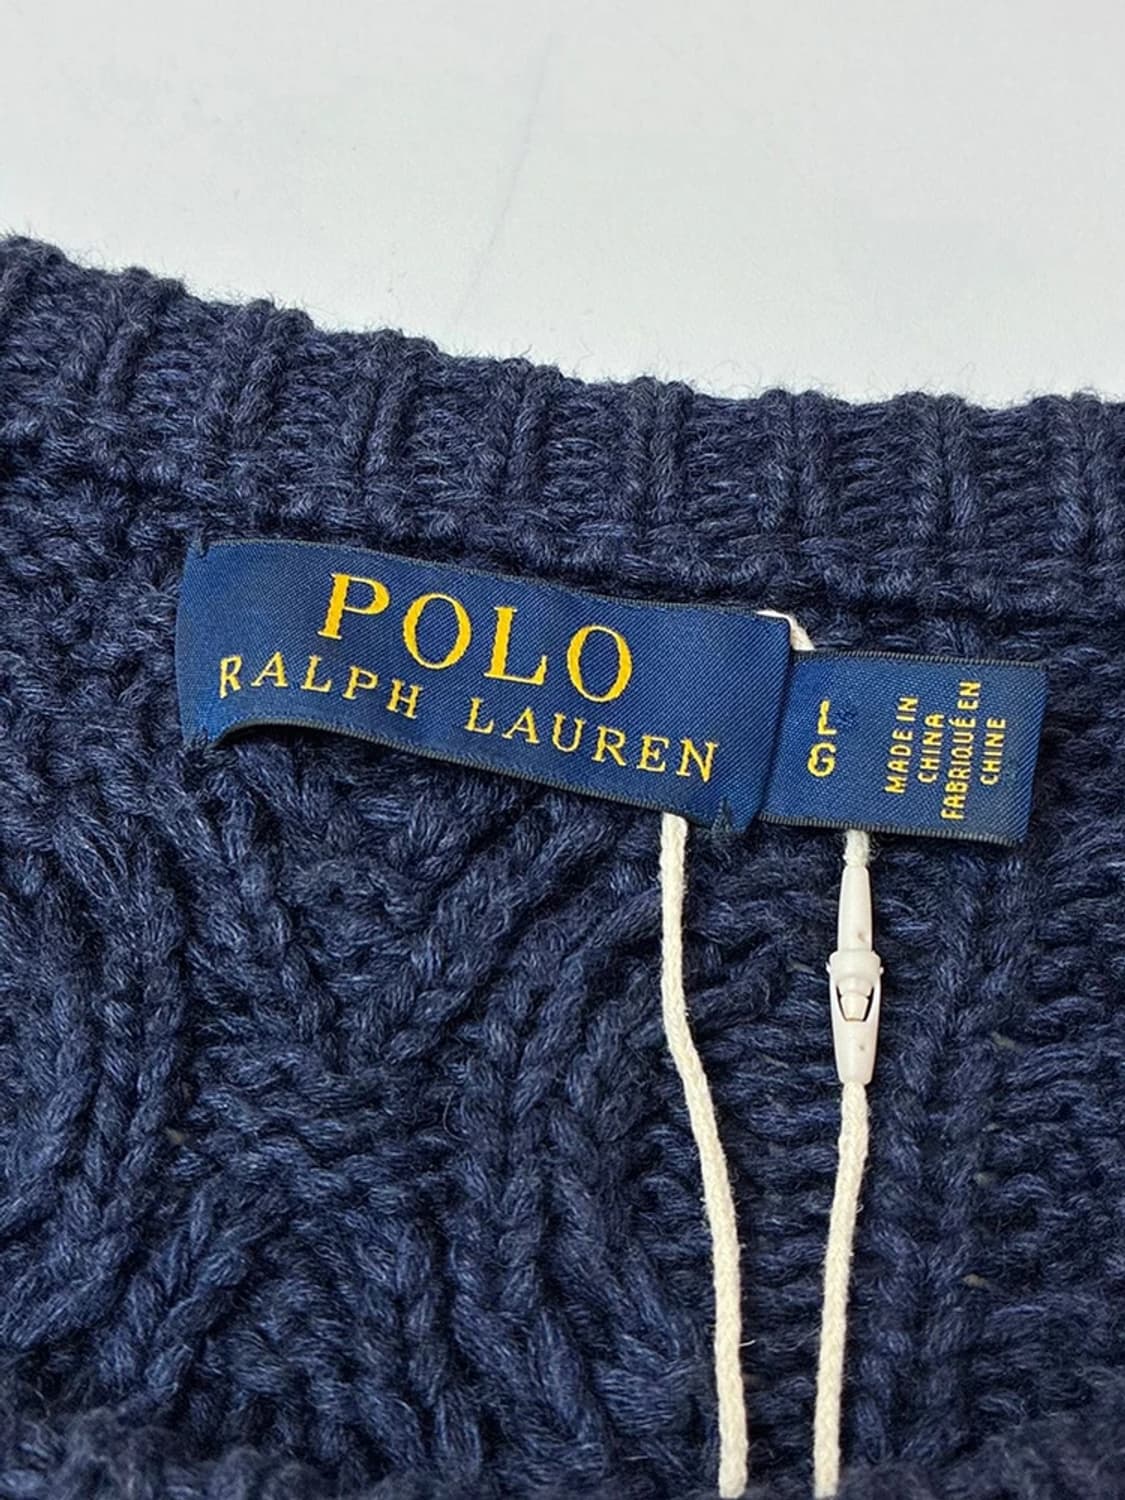 POLO
RALPH LAUREN
L
G
MADE IN
CHINA
FABRIQUÉ EN
CHINE